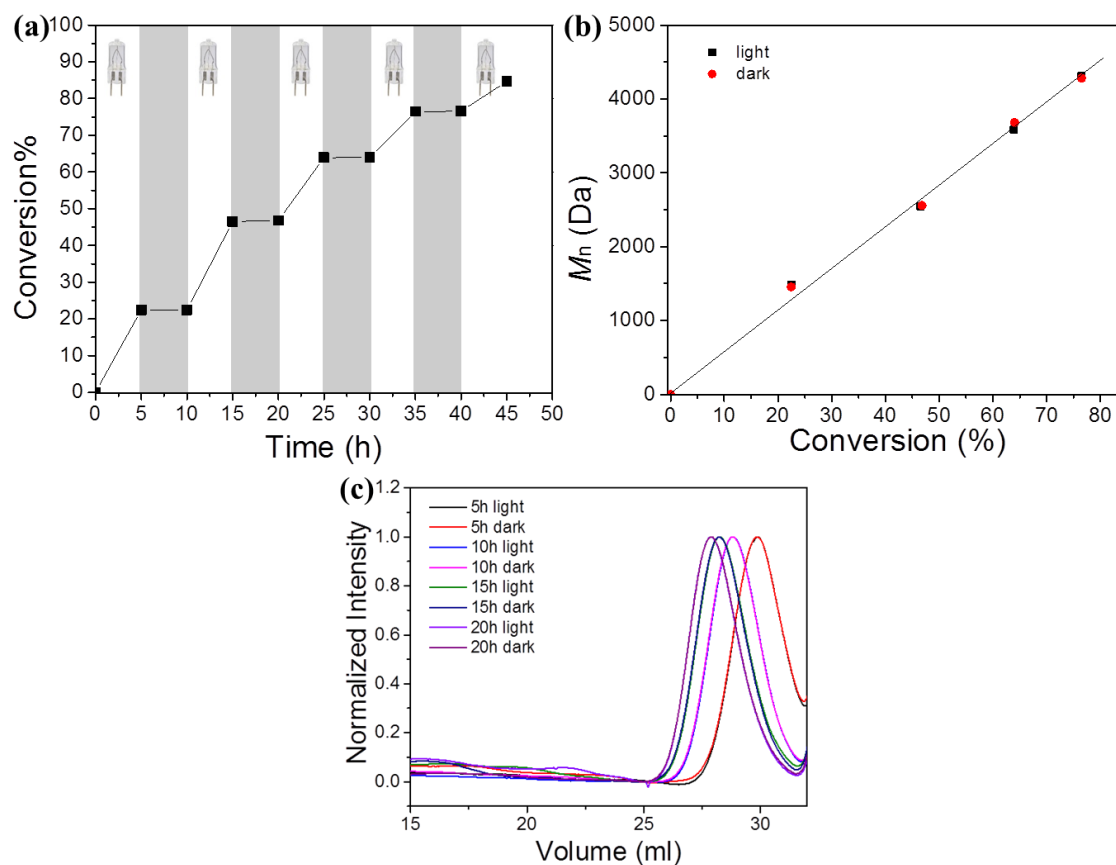 (a)
100
90
80
70
60
50
40
30
20
10
0
Conversion%
0 5 10 15 20 25 30 35 40 45 50
Time (h)
(b)
5000
4000
3000
2000
1000
0
Mn (Da)
light
dark
0 10 20 30 40 50 60 70 80
Conversion (%)
(c)
1.2
1.0
0.8
0.6
0.4
0.2
0.0
Normalized Intensity
5h light
5h dark
10h light
10h dark
15h light
15h dark
20h light
20h dark
15 20 25 30
Volume (ml)